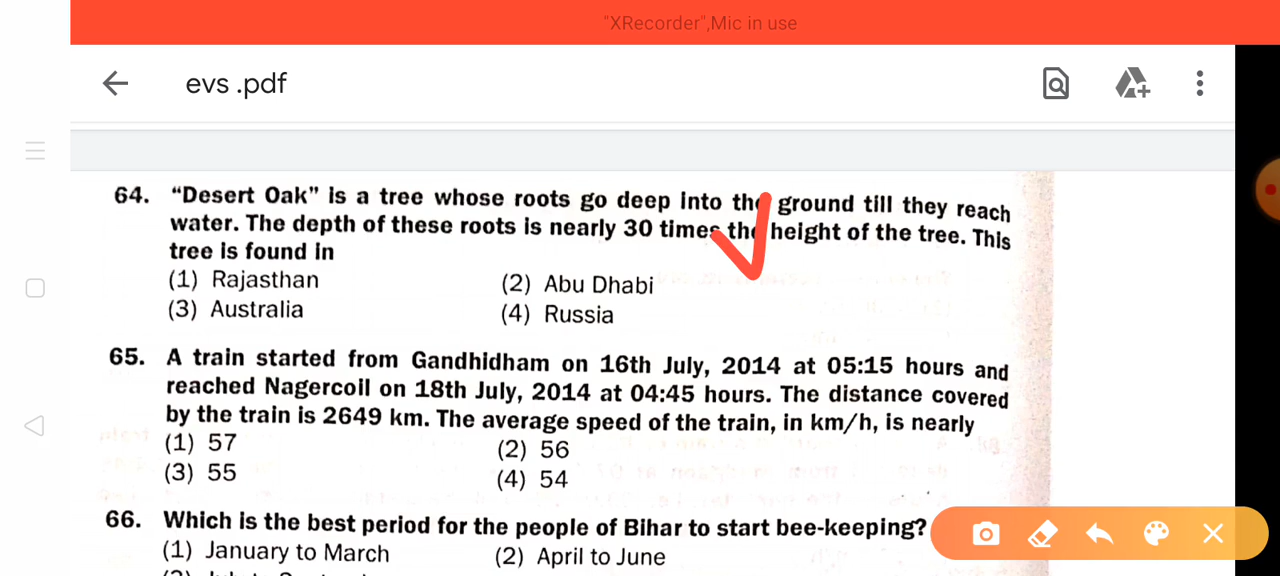 "XRecorder",Mic in use
evs .pdf
64. “Desert Oak” is a tree whose roots go deep into the ground till they reach
water. The depth of these roots is nearly 30 times the height of the tree. This
tree is found in
(1) Rajasthan (2) Abu Dhabi
(3) Australia (4) Russia
65. A train started from Gandhidham on 16th July, 2014 at 05:15 hours and
reached Nagercoil on 18th July, 2014 at 04:45 hours. The distance covered
by the train is 2649 km. The average speed of the train, in km/h, is nearly
(1) 57 (2) 56
(3) 55 (4) 54
66. Which is the best period for the people of Bihar to start bee-keeping?
(1) January to March (2) April to June